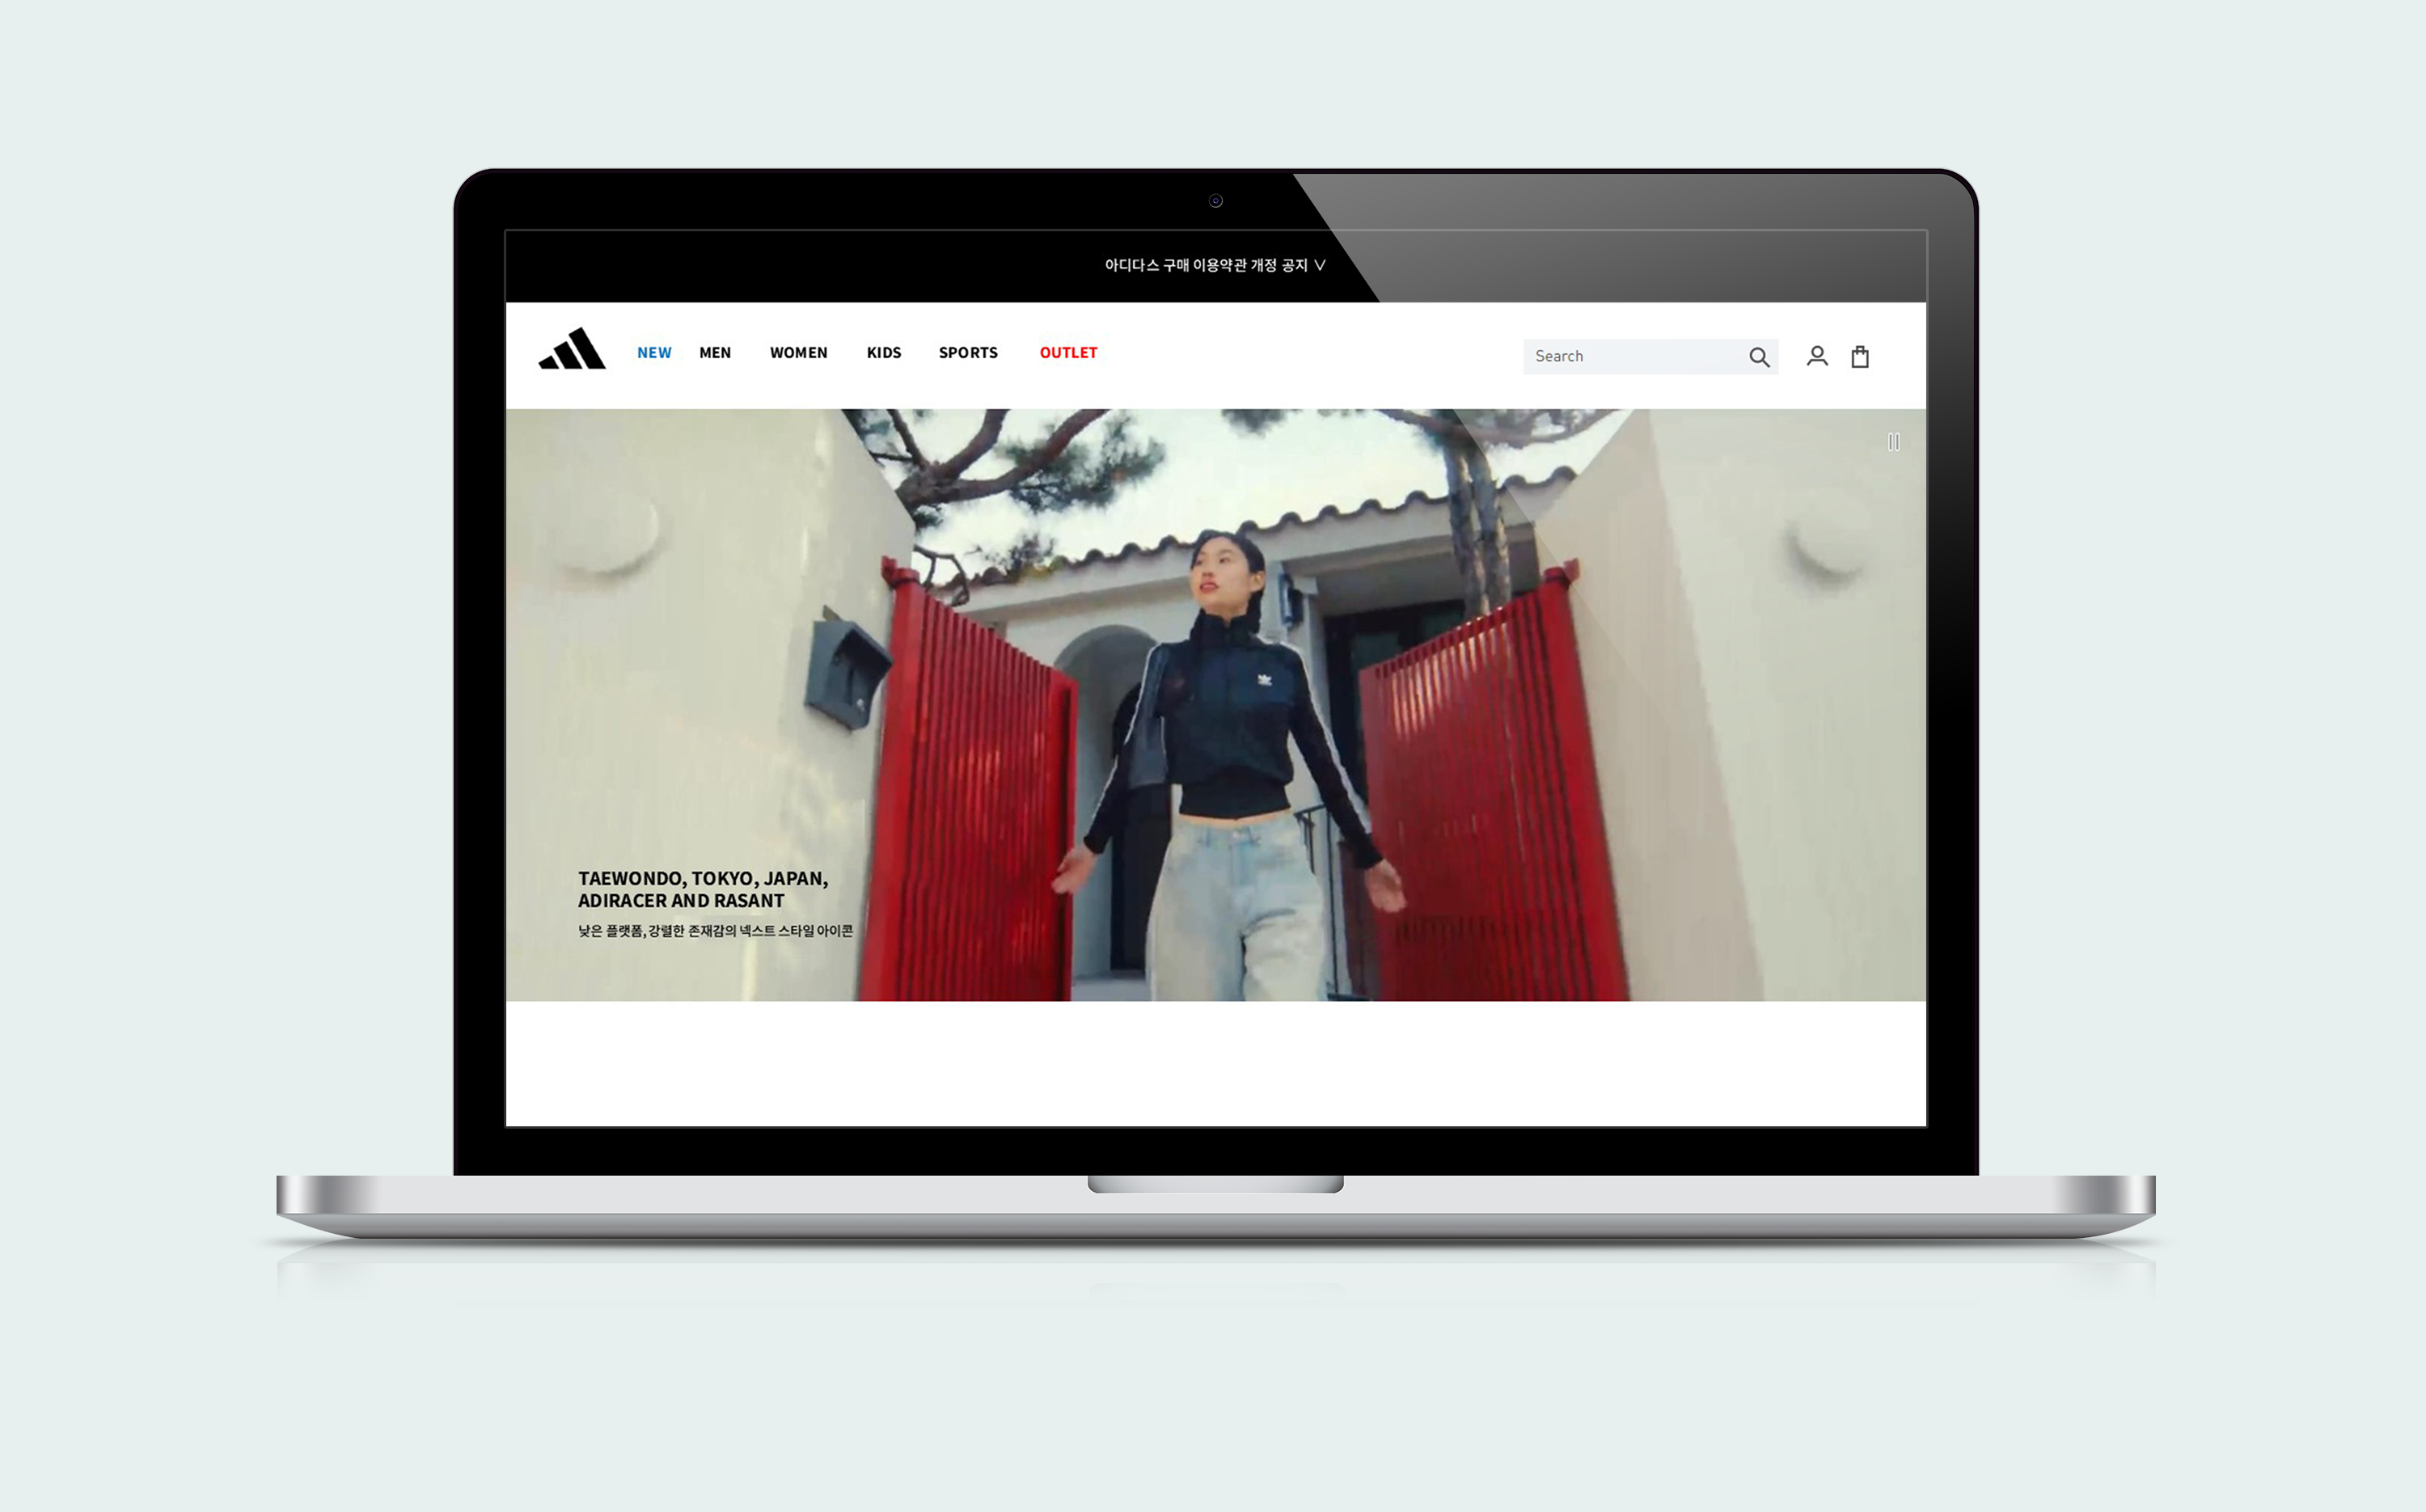 아디다스 구매 이용약관 개정 공지 ∨
NEW MEN WOMEN KIDS SPORTS OUTLET
Search
TAEWONDO, TOKYO, JAPAN,
ADIRACER AND RASANT
낮은 플랫폼, 강렬한 존재감의 넥스트 스타일 아이콘